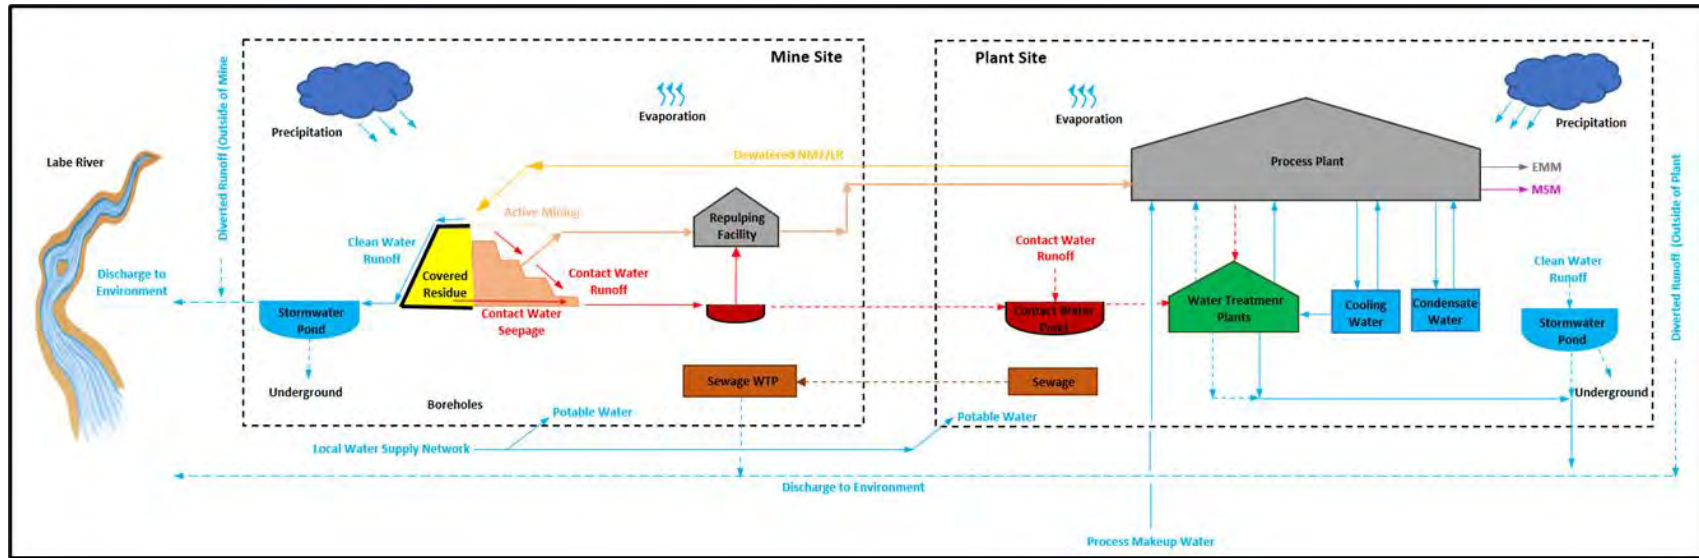 Mine Site
Plant Site
Diverted Runoff (Outside of Mine
Precipitation
Evaporation
Evaporation
Precipitation
Labe River
Dewatered NMT/LR
Process Plant
EMM
MSM
Active Mining
Repulping
Facility
Clean Water
Runoff
Contact Water
Runoff
Clean Water
Runoff
Diverted Runoff (Outside of Plant
Discharge to
Environment
Covered
Residue
Contact Water
Runoff
Stormwater
Pond
Contact Water
Seepage
Contact Water
Pond
Water Treatment
Plants
Cooling
Water
Condensate
Water
Stormwater
Pond
Underground
Sewage WTP
Sewage
Underground
Boreholes
Potable Water
Potable Water
Local Water Supply Network
Discharge to Environment
Process Makeup Water